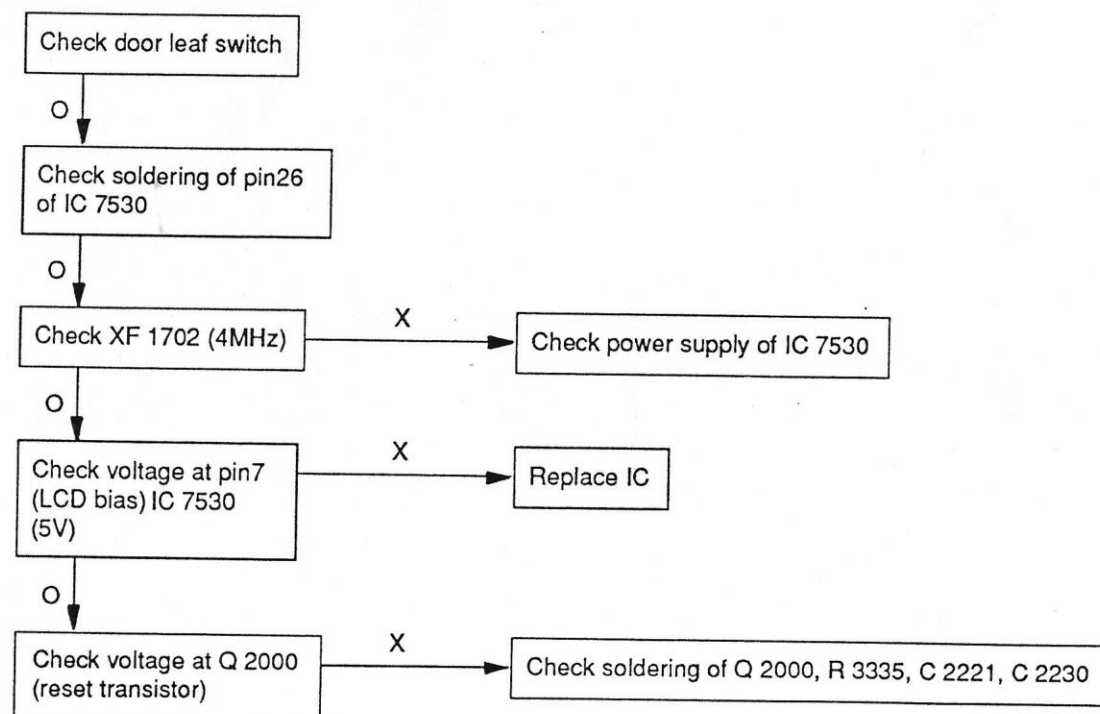 Check door leaf switch
O
Check soldering of pin26
of IC 7530
O
Check XF 1702 (4MHz)
X
Check power supply of IC 7530
O
Check voltage at pin7
(LCD bias) IC 7530
(5V)
X
Replace IC
O
Check voltage at Q 2000
(reset transistor)
X
Check soldering of Q 2000, R 3335, C 2221, C 2230